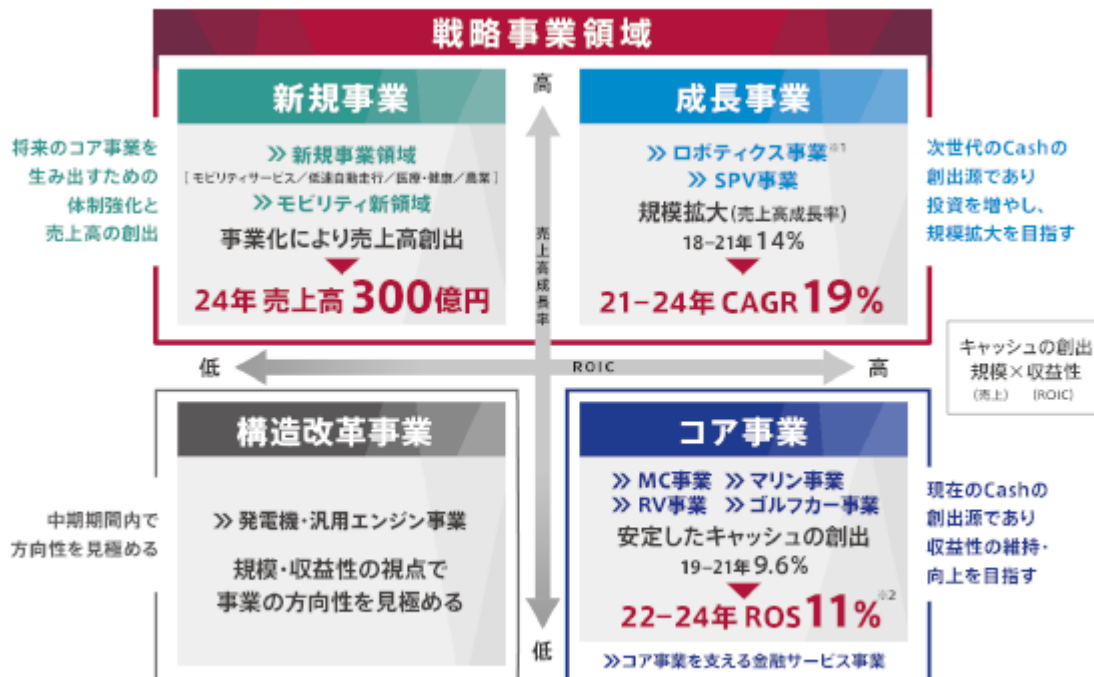 戦略事業領域
新規事業
» 新規事業領域
[モビリティサービス/低速自動走行/医療・健康/農業]
» モビリティ新領域
事業化により売上高創出
24年 売上高 300億円
将来のコア事業を
生み出すための
体制強化と
売上高の創出
高
売上高成長率
低
成長事業
» ロボティクス事業※1
» SPV事業
規模拡大(売上高成長率)
18-21年14%
21-24年 CAGR 19%
次世代のCashの
創出源であり
投資を増やし、
規模拡大を目指す
低
ROIC
高
キャッシュの創出
規模×収益性
(売上) (ROIC)
構造改革事業
» 発電機・汎用エンジン事業
規模・収益性の視点で
事業の方向性を見極める
中期期間内で
方向性を見極める
コア事業
» MC事業 » マリン事業
» RV事業 » ゴルフカー事業
安定したキャッシュの創出
19-21年 9.6%
22-24年 ROS 11%※2
»コア事業を支える金融サービス事業
現在のCashの
創出源であり
収益性の維持・
向上を目指す